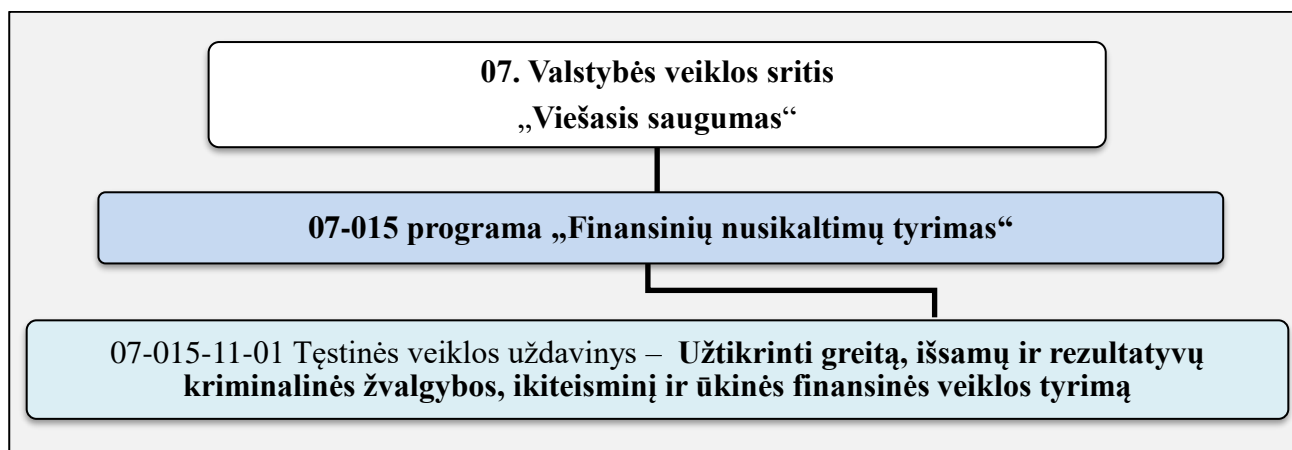 07. Valstybės veiklos sritis
„Viešasis saugumas“
07-015 programa „Finansinių nusikaltimų tyrimas“
07-015-11-01 Tęstinės veiklos uždavinys – Užtikrinti greitą, išsamų ir rezultatyvų
kriminalinės žvalgybos, ikiteisminį ir ūkinės finansinės veiklos tyrimą